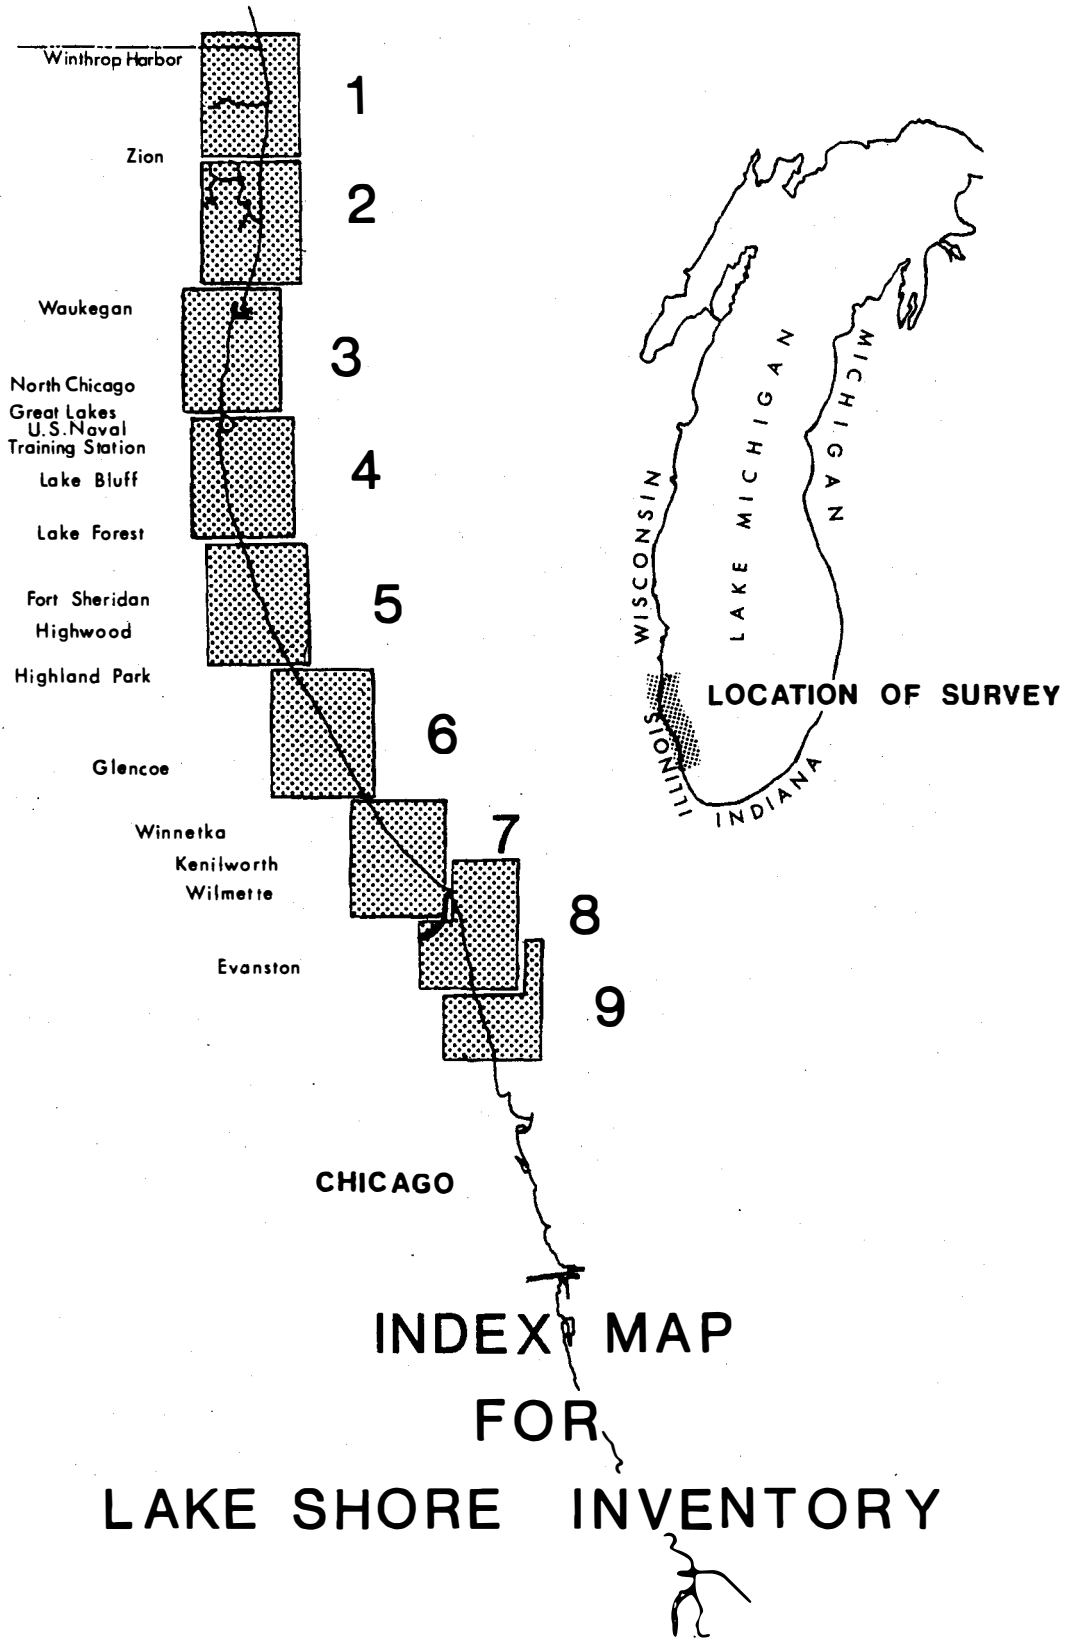 Winthrop Harbor
1
Zion
2
Waukegan
3
North Chicago
Great Lakes
U.S. Naval
Training Station
4
Lake Bluff
Lake Forest
5
Fort Sheridan
Highwood
Highland Park
6
Glencoe
7
Winnetka
Kenilworth
Wilmette
8
Evanston
9
CHICAGO
WISCONSIN
LAKE MICHIGAN
MICHIGAN
LOCATION OF SURVEY
ILLINOIS
INDIANA
INDEX MAP
FOR
LAKE SHORE INVENTORY